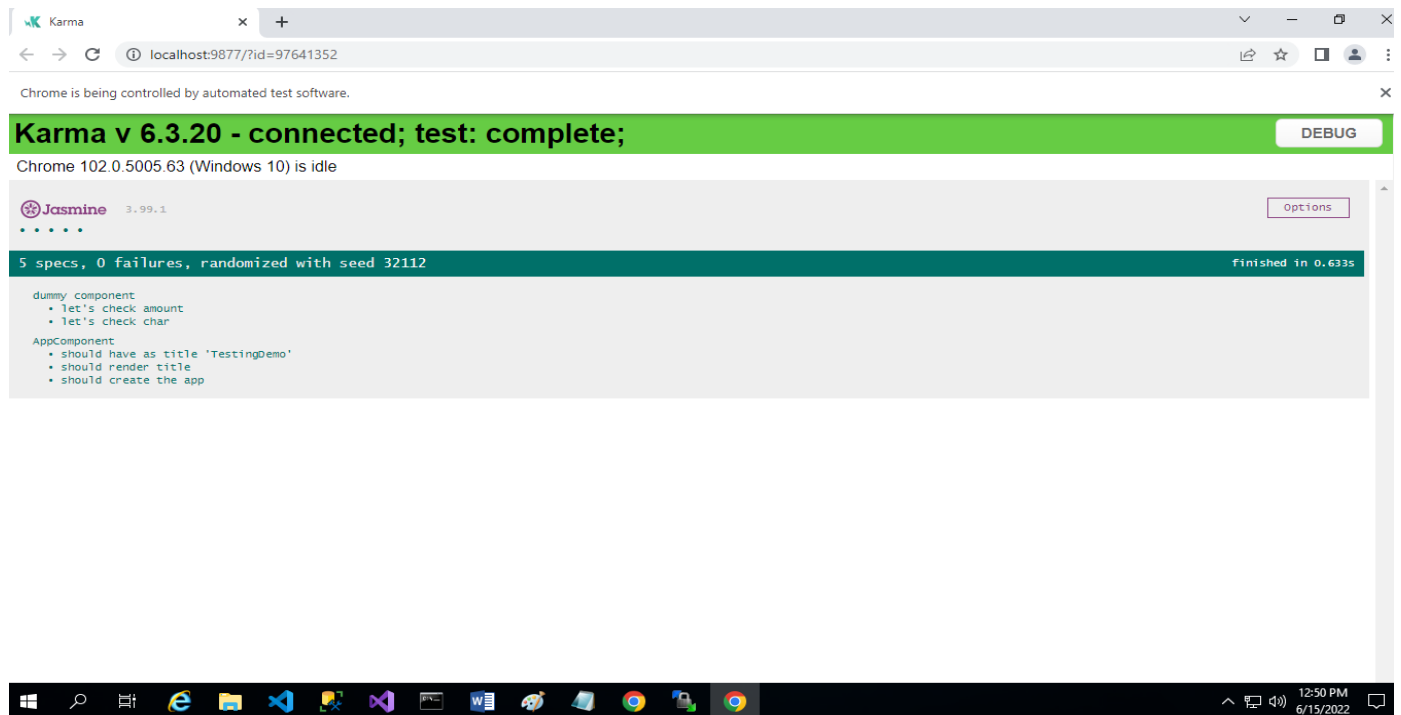 Karma
localhost:9877/?id=97641352
Chrome is being controlled by automated test software.
Karma v 6.3.20 - connected; test: complete;
DEBUG
Chrome 102.0.5005.63 (Windows 10) is idle
Jasmine 3.99.1
Options
• • • • •
5 specs, 0 failures, randomized with seed 32112
finished in 0.633s
dummy component
• let's check amount
• let's check char
AppComponent
• should have as title 'TestingDemo'
• should render title
• should create the app
12:50 PM
6/15/2022